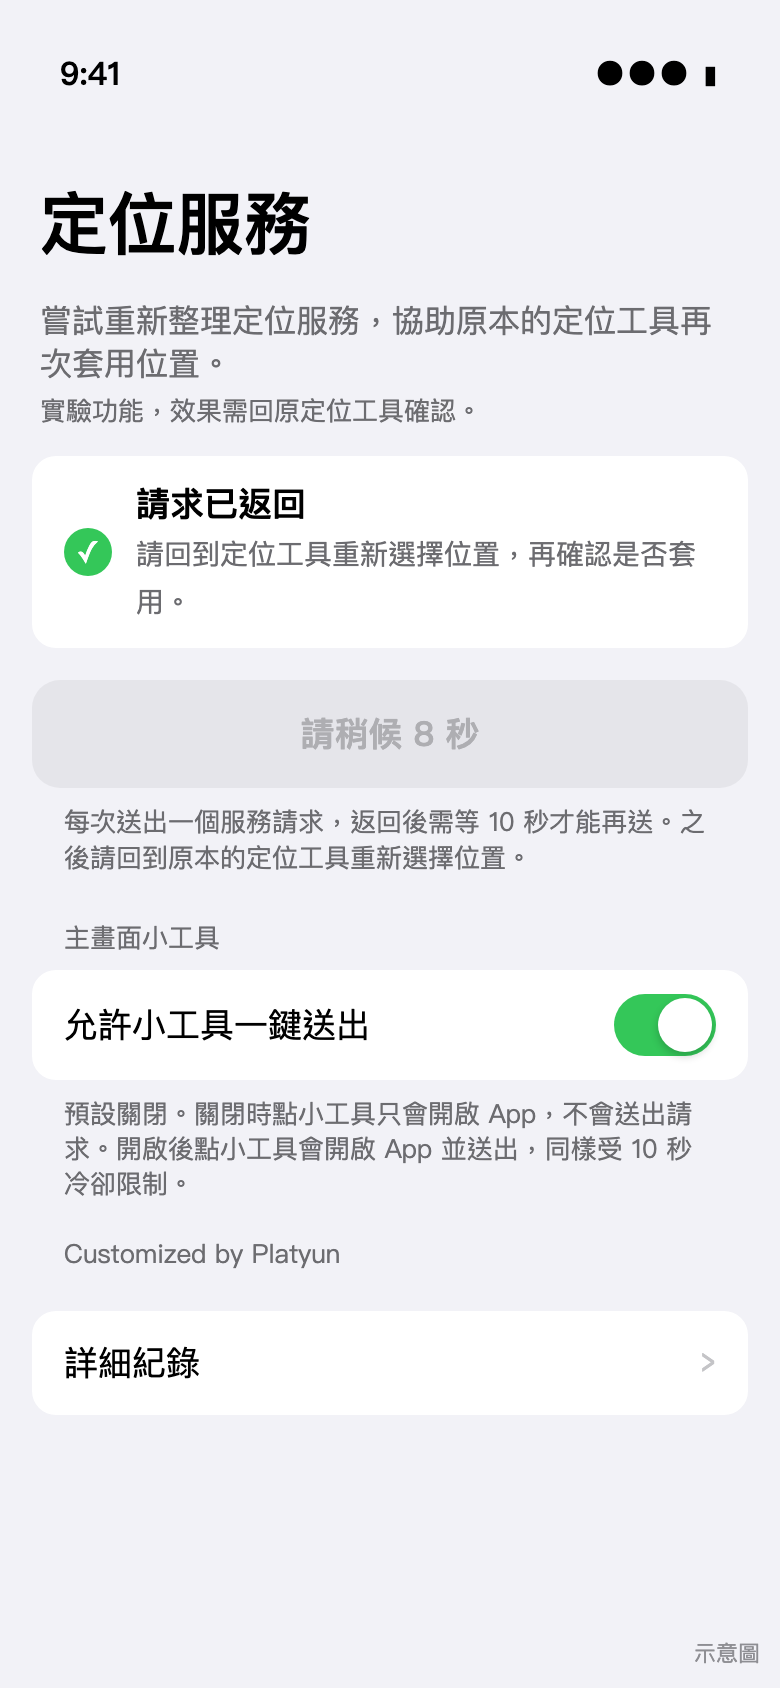 9:41
定位服務
嘗試重新整理定位服務，協助原本的定位工具再
次套用位置。
實驗功能，效果需回原定位工具確認。
請求已返回
請回到定位工具重新選擇位置，再確認是否套
用。
請稍候 8 秒
每次送出一個服務請求，返回後需等 10 秒才能再送。之
後請回到原本的定位工具重新選擇位置。
主畫面小工具
允許小工具一鍵送出
預設關閉。關閉時點小工具只會開啟 App，不會送出請
求。開啟後點小工具會開啟 App 並送出，同樣受 10 秒
冷卻限制。
Customized by Platyun
詳細紀錄
示意圖